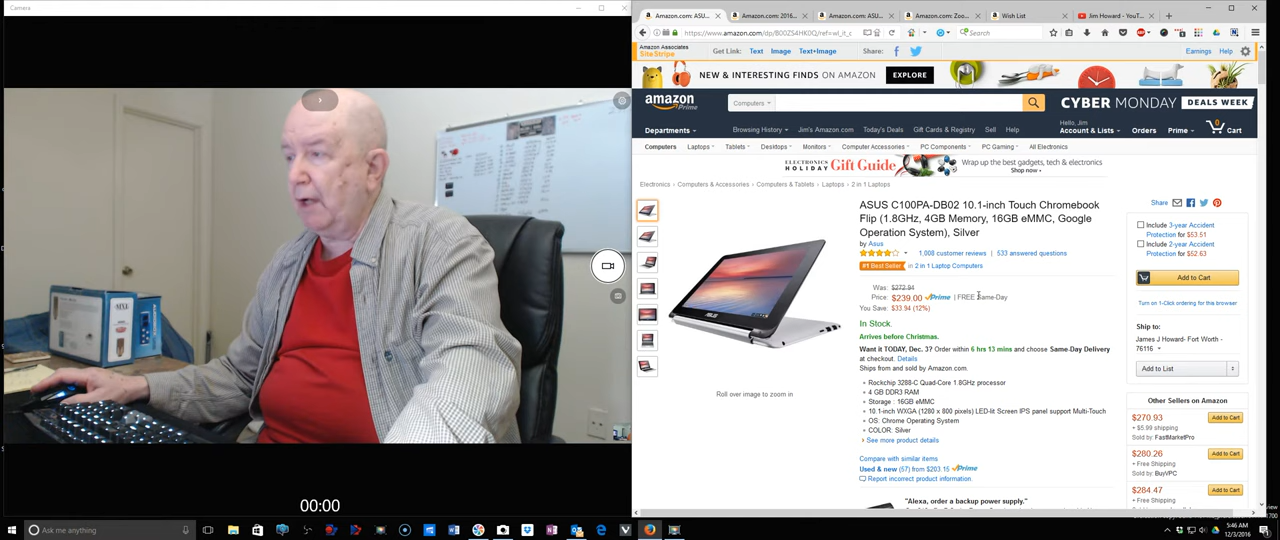 Camera
Amazon.com: ASU...
Amazon.com: 2016...
Amazon.com: ASU...
Amazon.com: Zoo...
Wish List
Jim Howard - YouT...
https://www.amazon.com/dp/B00ZS4HK0Q/ref=wl_it_c
Search
Amazon Associates
SiteStripe
Get Link: Text Image Text+Image Share:
Earnings Help
NEW & INTERESTING FINDS ON AMAZON EXPLORE
amazon
Prime
Computers
CYBER MONDAY DEALS WEEK
Departments
Browsing History Jim's Amazon.com Today's Deals Gift Cards & Registry Sell Help
Hello, Jim
Account & Lists Orders Prime 0 Cart
Computers Laptops Tablets Desktops Monitors Computer Accessories PC Components PC Gaming All Electronics
ELECTRONICS
HOLIDAY Gift Guide
Wrap up the best gadgets, tech & electronics
Shop now ›
Electronics › Computers & Accessories › Computers & Tablets › Laptops › 2 in 1 Laptops
ASUS C100PA-DB02 10.1-inch Touch Chromebook
Flip (1.8GHz, 4GB Memory, 16GB eMMC, Google
Operation System), Silver
by Asus
1,008 customer reviews | 533 answered questions
#1 Best Seller in 2 in 1 Laptop Computers
Was: $272.94
Price: $239.00 Prime | FREE Same-Day
You Save: $33.94 (12%)
In Stock.
Arrives before Christmas.
Want it TODAY, Dec. 3? Order within 6 hrs 13 mins and choose Same-Day Delivery
at checkout. Details
Ships from and sold by Amazon.com.
Rockchip 3288-C Quad-Core 1.8GHz processor
4 GB DDR3 RAM
Storage : 16GB eMMC
10.1-inch WXGA (1280 x 800 pixels) LED-lit Screen IPS panel support Multi-Touch
OS: Chrome Operating System
COLOR: Silver
› See more product details
Compare with similar items
Used & new (57) from $203.15 Prime
Report incorrect product information.
"Alexa, order a backup power supply."
Roll over image to zoom in
Share
Include 3-year Accident
Protection for $53.51
Include 2-year Accident
Protection for $52.63
Add to Cart
Turn on 1-Click ordering for this browser
Ship to:
James J Howard- Fort Worth -
76116
Add to List
Other Sellers on Amazon
$270.93
+ $5.99 shipping
Sold by: FastMarketPro
Add to Cart
$280.26
+ Free Shipping
Sold by: BuyVPC
Add to Cart
$284.47
+ Free Shipping
Add to Cart
00:00
Ask me anything
5:46 AM
12/3/2016